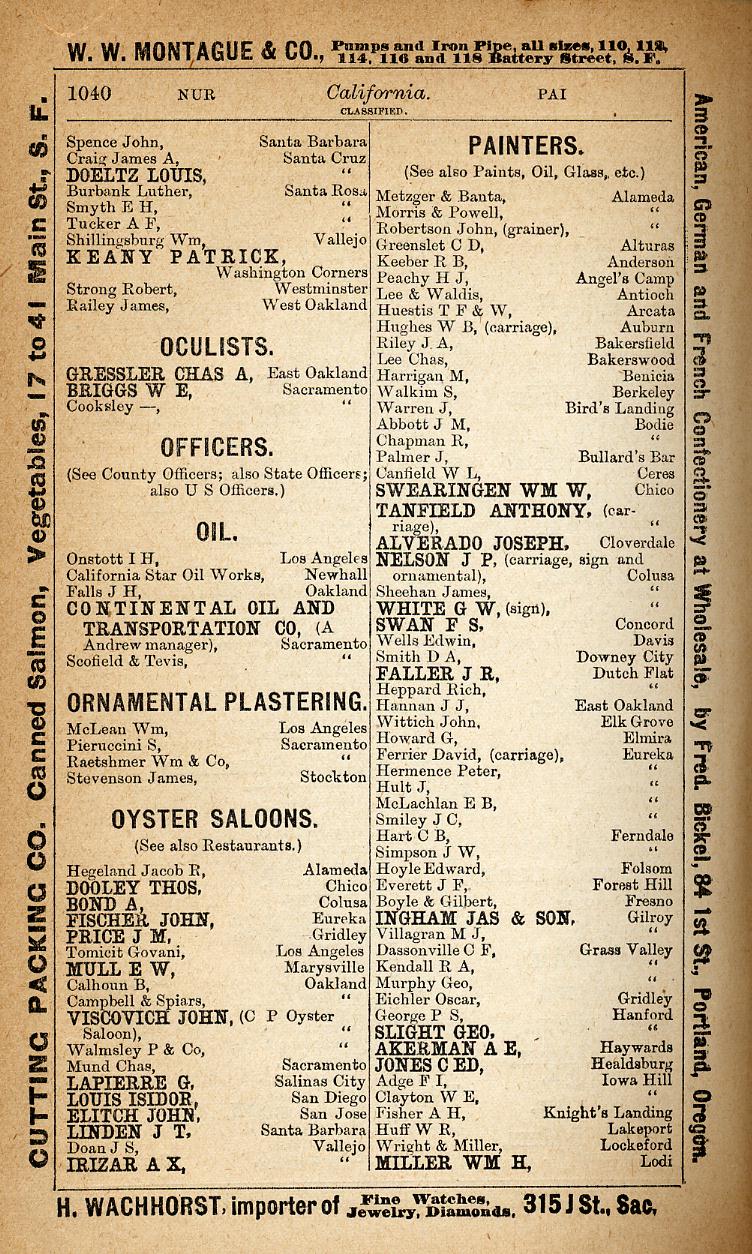 W. W. MONTAGUE & CO., Pumps and Iron Pipe, all sizes, 110, 112,
114, 116 and 118 Battery Street, S. F.
1040 NUR California. PAI
CLASSIFIED.
Spence John, Santa Barbara
Craig James A, Santa Cruz
DOELTZ LOUIS, “
Burbank Luther, Santa Rosa
Smyth E H, “
Tucker A F, “
Shillingsburg Wm, Vallejo
KEANY PATRICK,
Washington Corners
Strong Robert, Westminster
Railey James, West Oakland
OCULISTS.
GRESSLER CHAS A, East Oakland
BRIGGS W E, Sacramento
Cooksley —, “
OFFICERS.
(See County Officers; also State Officers;
also U S Officers.)
OIL.
Onstott I H, Los Angeles
California Star Oil Works, Newhall
Falls J H, Oakland
CONTINENTAL OIL AND
TRANSPORTATION CO, (A
Andrew manager), Sacramento
Scofield & Tevis, “
ORNAMENTAL PLASTERING.
McLean Wm, Los Angeles
Pieruccini S, Sacramento
Raetshmer Wm & Co, “
Stevenson James, Stockton
OYSTER SALOONS.
(See also Restaurants.)
Hegeland Jacob R, Alameda
DOOLEY THOS, Chico
BOND A, Colusa
FISCHER JOHN, Eureka
PRICE J M, Gridley
Tomicit Govani, Los Angeles
MULL E W, Marysville
Calhoun B, Oakland
Campbell & Spiars, “
VISCOVICH JOHN, (C P Oyster
Saloon), “
Walmsley P & Co, “
Mund Chas, Sacramento
LAPIERRE G, Salinas City
LOUIS ISIDOR, San Diego
ELITCH JOHN, San Jose
LINDEN J T, Santa Barbara
Doan J S, Vallejo
IRIZAR A X, “
PAINTERS.
(See also Paints, Oil, Glass, etc.)
Metzger & Banta, Alameda
Morris & Powell, “
Robertson John, (grainer), “
Greenslet C D, Alturas
Keeber R B, Anderson
Peachy H J, Angel's Camp
Lee & Waldis, Antioch
Huestis T F & W, Arcata
Hughes W B, (carriage), Auburn
Riley J A, Bakersfield
Lee Chas, Bakerswood
Harrigan M, Benicia
Walkim S, Berkeley
Warren J, Bird's Landing
Abbott J M, Bodie
Chapman R, “
Palmer J, Bullard's Bar
Canfield W L, Ceres
SWEARINGEN WM W, Chico
TANFIELD ANTHONY, (car-
riage), “
ALVERADO JOSEPH, Cloverdale
NELSON J P, (carriage, sign and
ornamental), Colusa
Sheehan James, “
WHITE G W, (sign), “
SWAN F S, Concord
Wells Edwin, Davis
Smith D A, Downey City
FALLER J R, Dutch Flat
Heppard Rich, “
Hannan J J, East Oakland
Wittich John, Elk Grove
Howard G, Elmira
Ferrier David, (carriage), Eureka
Hermence Peter, “
Hult J, “
McLachlan E B, “
Smiley J C, “
Hart C B, Ferndale
Simpson J W, “
Hoyle Edward, Folsom
Everett J F, Forest Hill
Boyle & Gilbert, Fresno
INGHAM JAS & SON, Gilroy
Villagran M J, “
Dassonville C F, Grass Valley
Kendall R A, “
Murphy Geo, “
Eichler Oscar, Gridley
George P S, Hanford
SLIGHT GEO, “
AKERMAN A E, Haywards
JONES C ED, Healdsburg
Adge F I, Iowa Hill
Clayton W E, “
Fisher A H, Knight's Landing
Huff W R, Lakeport
Wright & Miller, Lockeford
MILLER WM H, Lodi
CUTTING PACKING CO. Canned Salmon, Vegetables, 17 to 41 Main St., S. F.
American, German and French Confectionery at Wholesale, by Fred. Bickel, 84 1st St., Portland, Oregon.
H. WACHHORST, importer of Fine Watches, Jewelry, Diamonds, 315 J St., Sac,